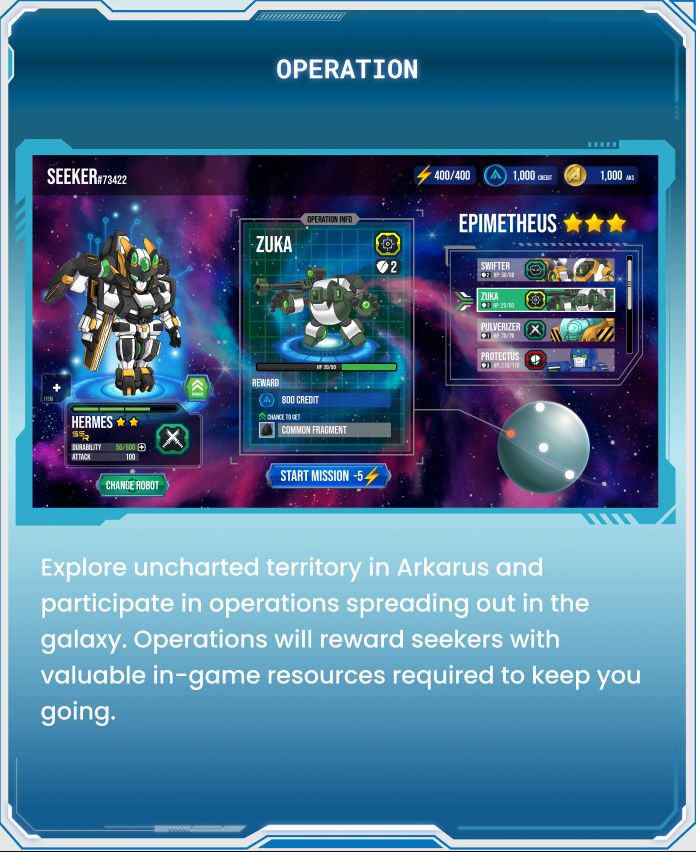 OPERATION
SEEKER#73422
400/400
1,000 CREDIT
1,000 AKS
OPERATION INFO
ZUKA
2
HP 20/50
REWARD
800 CREDIT
CHANCE TO GET
COMMON FRAGMENT
START MISSION -5
EPIMETHEUS
SWIFTER
2 HP: 50/50
ZUKA
2 HP: 20/50
PULVERIZER
HP: 70/70
PROTECTUS
HP: 110/110
+
ITEM
HERMES
SSR
DURABILITY 50/600 +
ATTACK 100
CHANGE ROBOT
Explore uncharted territory in Arkarus and
participate in operations spreading out in the
galaxy. Operations will reward seekers with
valuable in-game resources required to keep you
going.